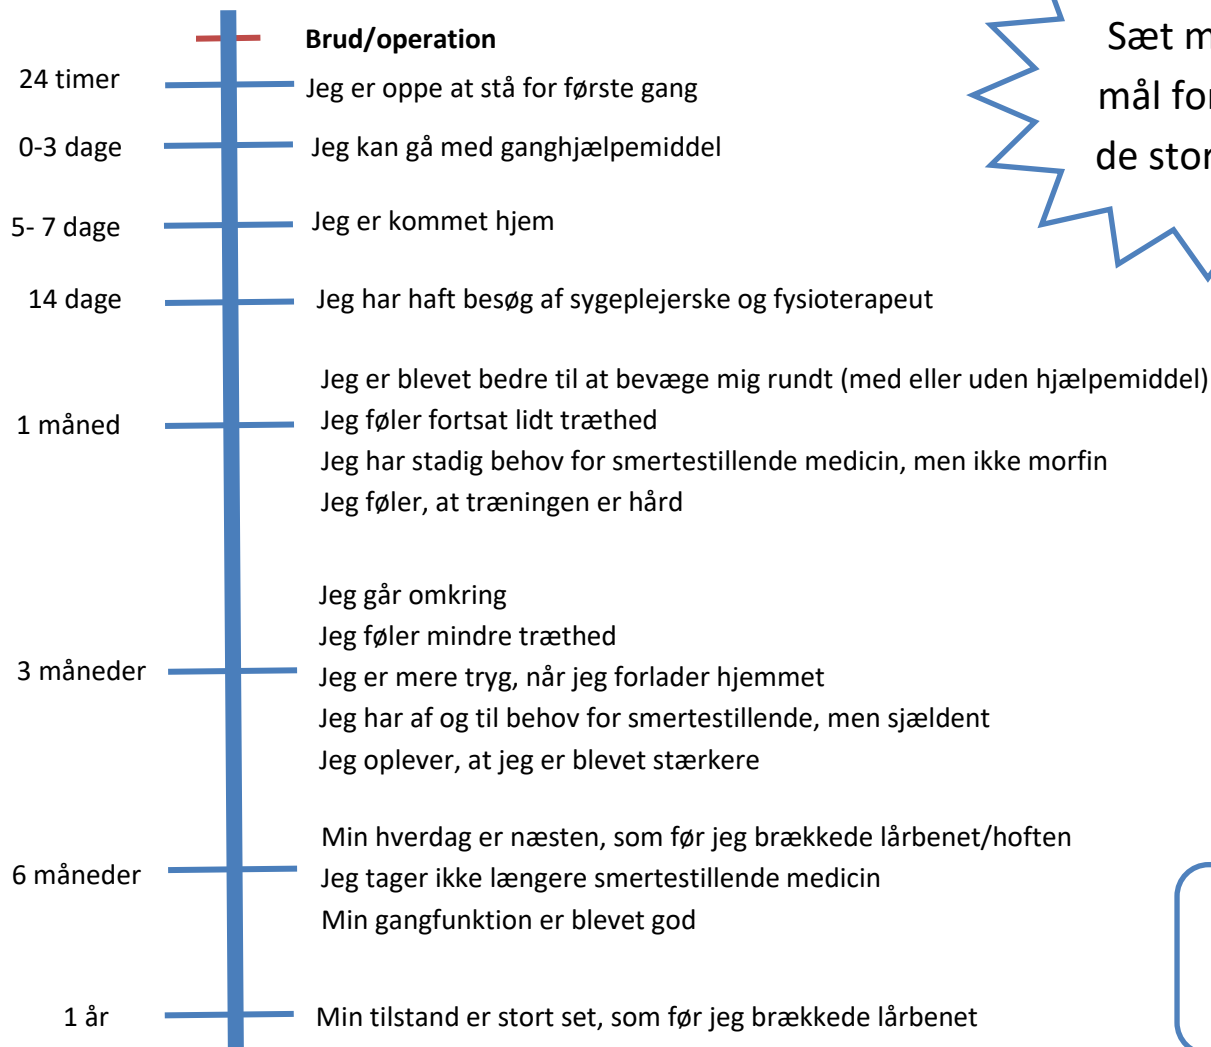 Brud/operation
24 timer
Jeg er oppe at stå for første gang
0-3 dage
Jeg kan gå med ganghjælpemiddel
5- 7 dage
Jeg er kommet hjem
14 dage
Jeg har haft besøg af sygeplejerske og fysioterapeut
1 måned
Jeg er blevet bedre til at bevæge mig rundt (med eller uden hjælpemiddel)
Jeg føler fortsat lidt træthed
Jeg har stadig behov for smertestillende medicin, men ikke morfin
Jeg føler, at træningen er hård
3 måneder
Jeg går omkring
Jeg føler mindre træthed
Jeg er mere tryg, når jeg forlader hjemmet
Jeg har af og til behov for smertestillende, men sjældent
Jeg oplever, at jeg er blevet stærkere
6 måneder
Min hverdag er næsten, som før jeg brækkede lårbenet/hoften
Jeg tager ikke længere smertestillende medicin
Min gangfunktion er blevet god
1 år
Min tilstand er stort set, som før jeg brækkede lårbenet
Sæt
mål for
de